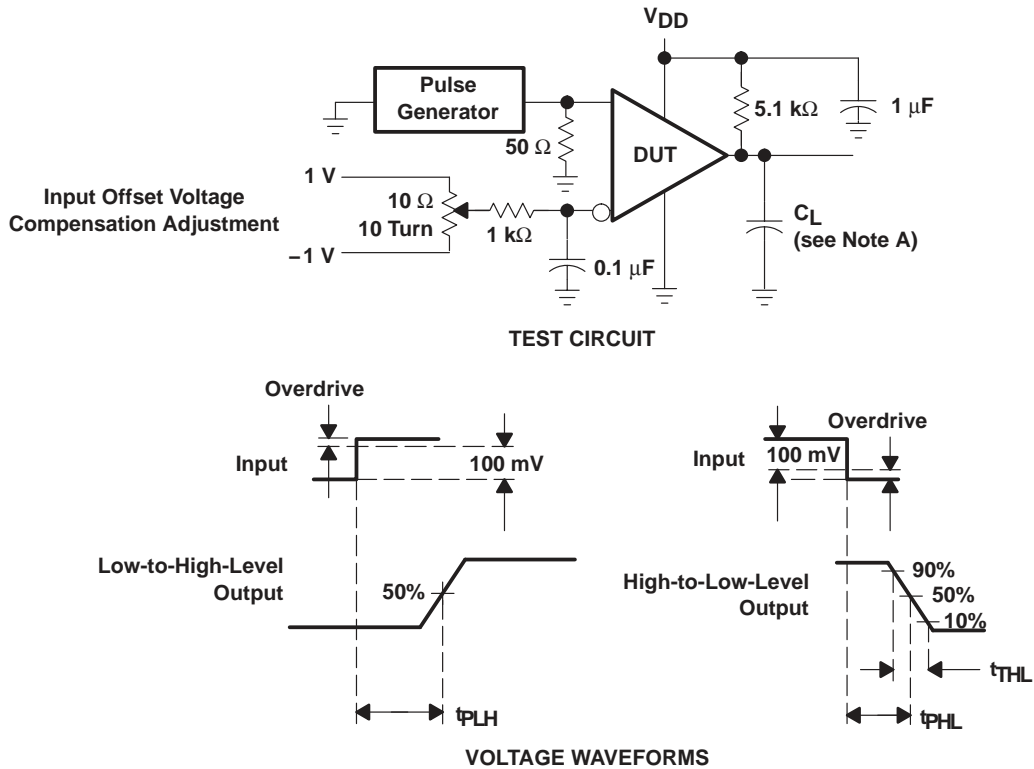 VDD
Pulse
Generator
5.1 kΩ
1 µF
50 Ω
DUT
1 V
Input Offset Voltage
Compensation Adjustment
10 Ω
10 Turn
1 kΩ
CL
(see Note A)
−1 V
0.1 µF
TEST CIRCUIT
Overdrive
Overdrive
Input
100 mV
Input
100 mV
Low-to-High-Level
Output
50%
High-to-Low-Level
Output
90%
50%
10%
tTHL
tPLH
tPHL
VOLTAGE WAVEFORMS